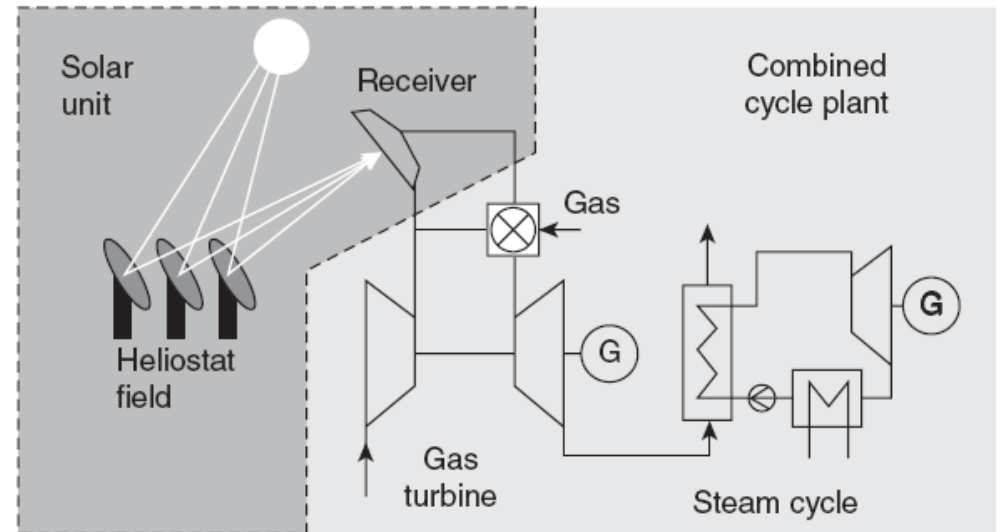 Solar
unit
Receiver
Combined
cycle plant
Gas
Heliostat
field
G
G
Gas
turbine
Steam cycle